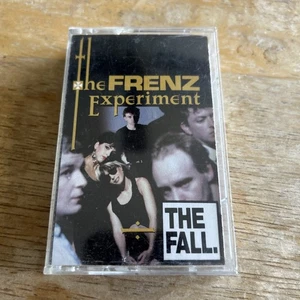 the FRENZ
Experiment
THE
FALL.